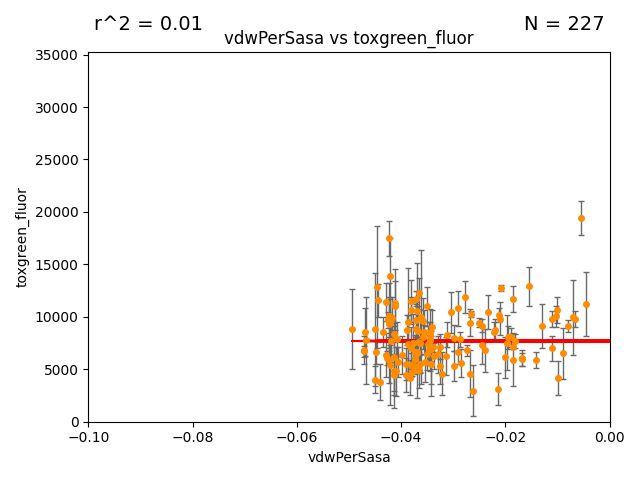 r^2 = 0.01
N = 227
vdwPerSasa vs toxgreen_fluor
35000
30000
25000
20000
15000
10000
5000
0
toxgreen_fluor
−0.10
−0.08
−0.06
−0.04
−0.02
0.00
vdwPerSasa